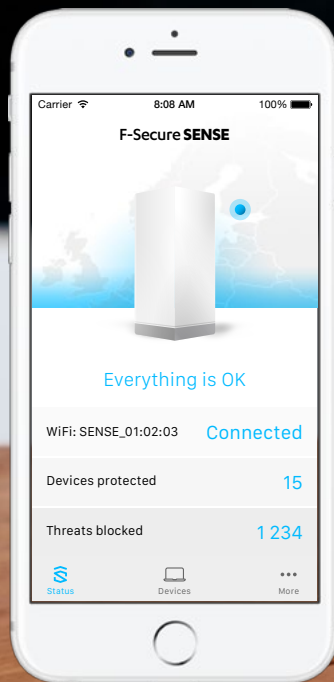 Carrier 8:08 AM 100%
F-Secure SENSE
Everything is OK
WiFi: SENSE_01:02:03 Connected
Devices protected 15
Threats blocked 1 234
Status Devices More